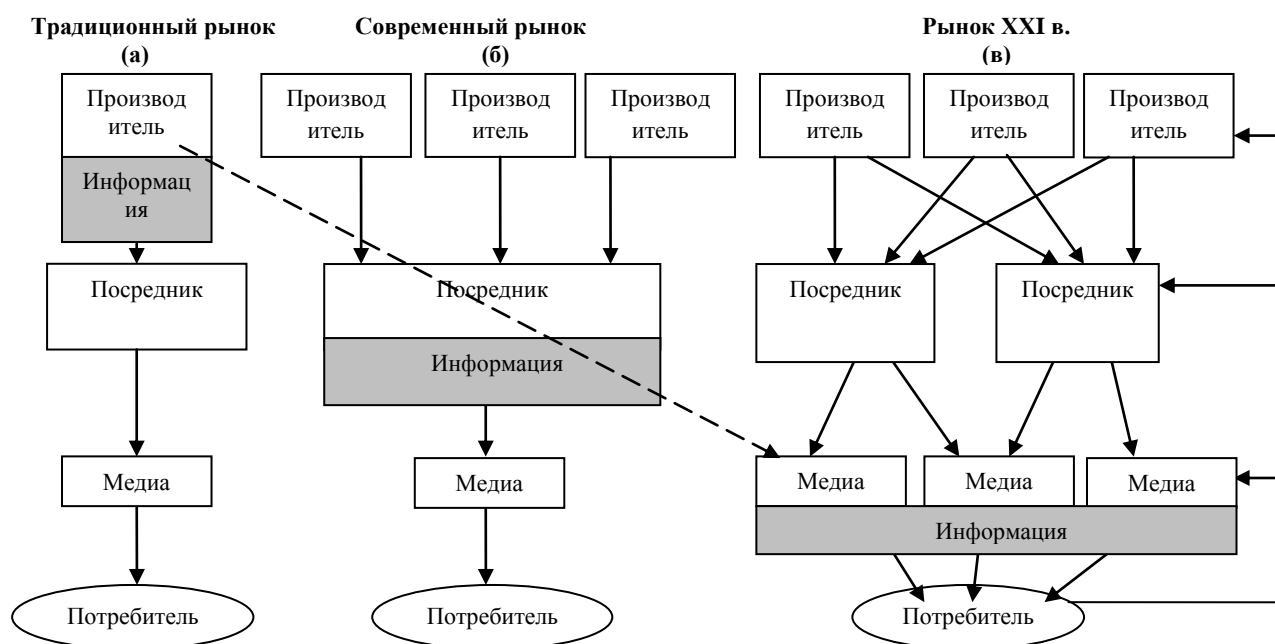 Традиционный рынок
(а)
Современный рынок
(б)
Рынок XXI в.
(в)
Производ
итель
Производ
итель
Производ
итель
Производ
итель
Производ
итель
Производ
итель
Производ
итель
Информац
ия
Посредник
Посредник
Посредник
Посредник
Информация
Медиа
Медиа
Медиа
Медиа
Медиа
Информация
Потребитель
Потребитель
Потребитель